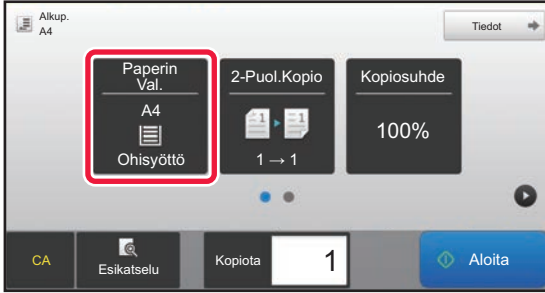 Alkup.
A4
Tiedot
Paperin
Val.
A4
Ohisyöttö
2-Puol.Kopio
1 → 1
Kopiosuhde
100%
CA
Esikatselu
Kopiota
1
Aloita